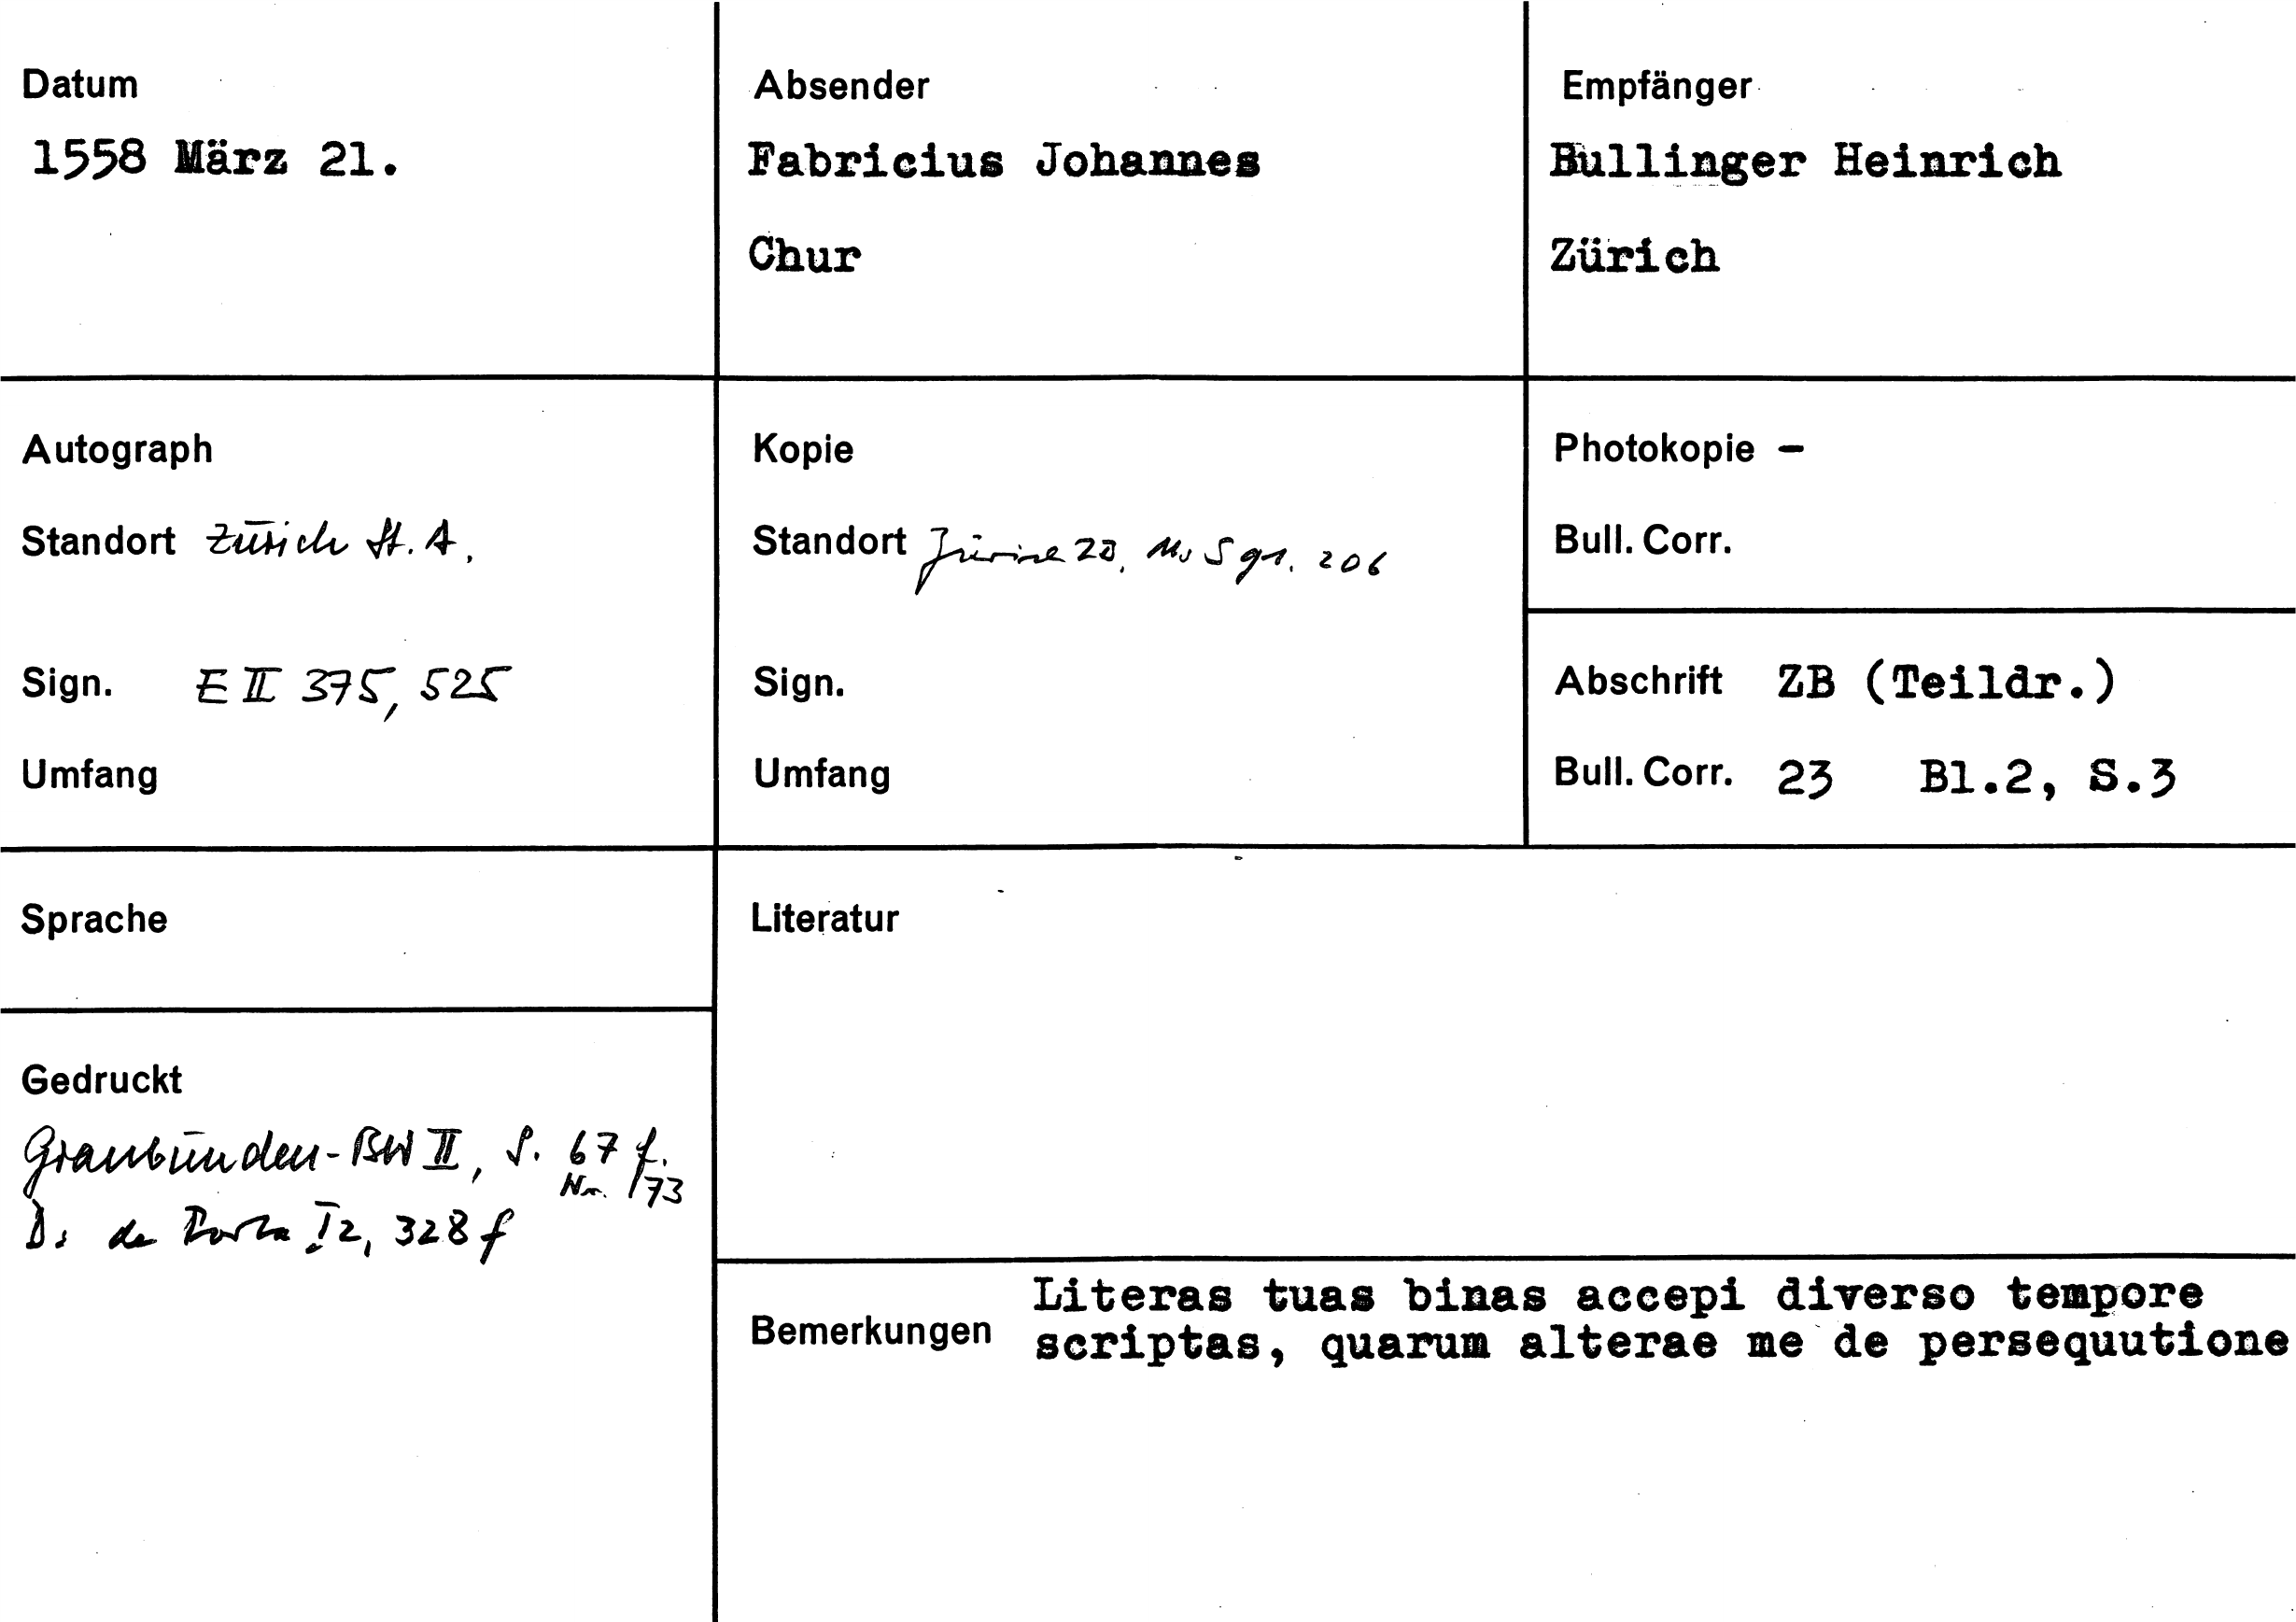 Datum
1558 März 21.
Absender
Fabricius Johannes
Chur
Empfänger
Bullinger Heinrich
Zürich
Autograph
Standort Zürich St. A.
Sign. E II 375, 525
Umfang
Kopie
Standort Zürich ZB, Ms S gr. 206
Sign.
Umfang
Photokopie –
Bull. Corr.
Abschrift ZB (Teildr.)
Bull. Corr. 23 Bl.2, S.3
Sprache
Literatur
Gedruckt
Graubünden-BW II, S. 67 f.
Nr. 73
D. de Porta I 2, 328 f
Bemerkungen
Literas tuas binas accepi diverso tempore
scriptas, quarum alterae me de persequutione